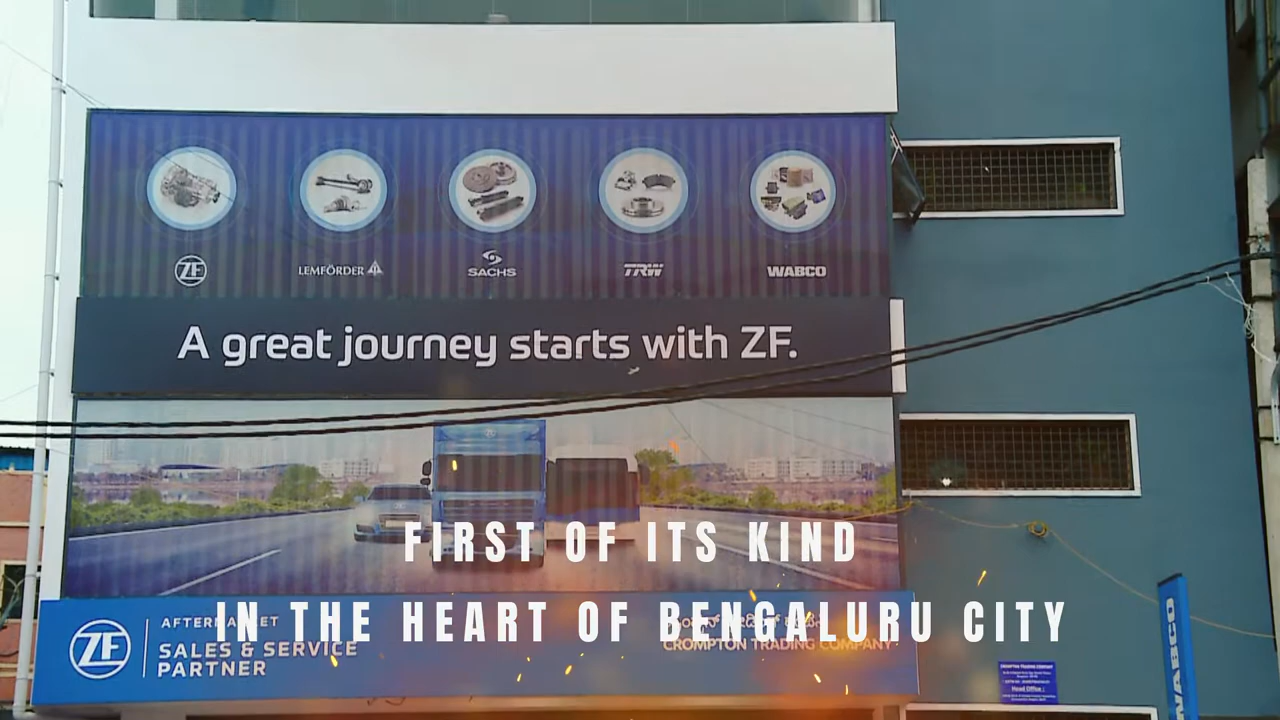 ZF
LEMFÖRDER
SACHS
TRW
WABCO
A great journey starts with ZF.
FIRST OF ITS KIND
IN THE HEART OF BENGALURU CITY
ZF
AFTERMARKET
SALES & SERVICE
PARTNER
CROMPTON TRADING COMPANY
WABCO
CROMPTON TRADING COMPANY
Head Office :